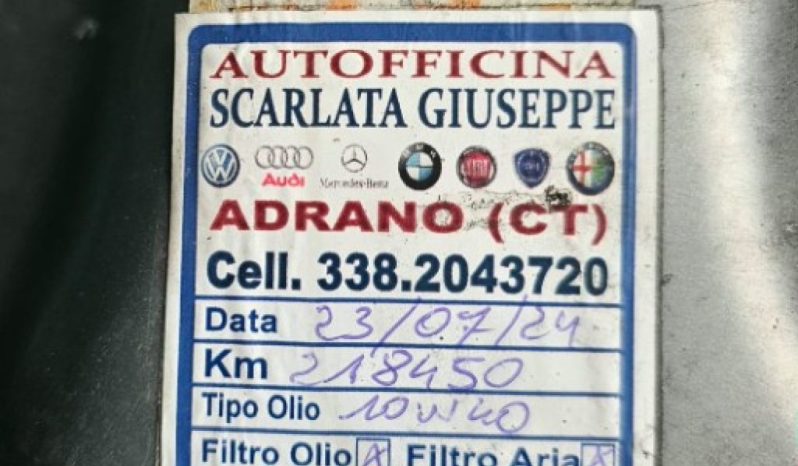 AUTOFFICINA
SCARLATA GIUSEPPE
Audi Mercedes-Benz FIAT
ADRANO (CT)
Cell. 338.2043720
Data 23/07/24
Km 218450
Tipo Olio 10W40
Filtro Olio X Filtro Aria X